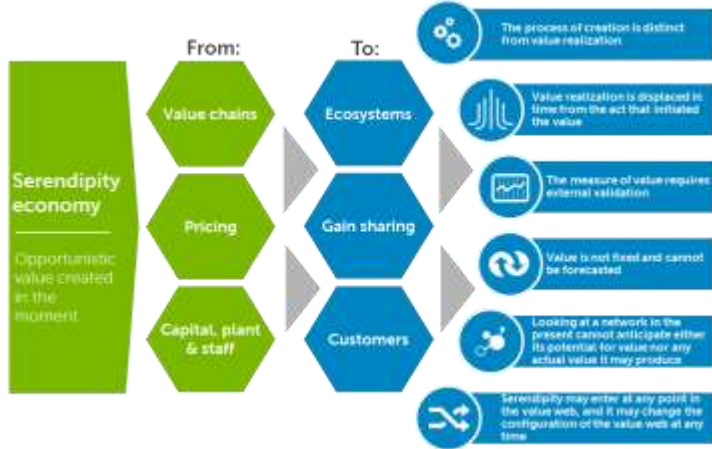 From:
To:
Serendipity
economy
Opportunistic
value created
in the
moment
Value chains
Pricing
Capital, plant
& staff
Ecosystems
Gain sharing
Customers
The process of creation is distinct
from value realization
Value realization is displaced in
time from the act that initiated
the value
The measure of value requires
external validation
Value is not fixed and cannot
be forecasted
Looking at a network in the
present cannot anticipate either
its potential for value nor any
actual value it may produce
Serendipity may enter at any point in
the value web, and it may change the
configuration of the value web at any
time